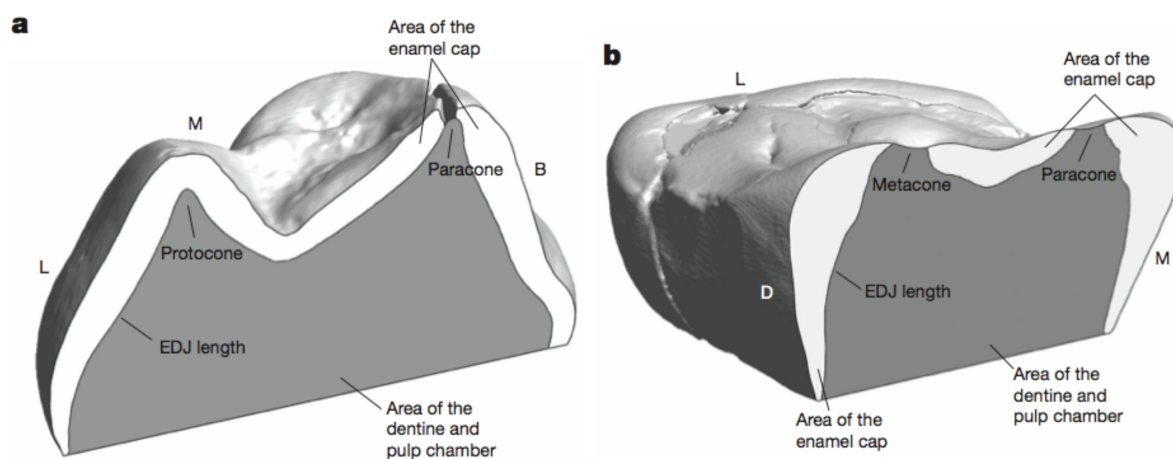 a
Area of the
enamel cap
M
Paracone
B
Protocone
L
EDJ length
Area of the
dentine and
pulp chamber
b
L
Area of the
enamel cap
Metacone
Paracone
D
EDJ length
M
Area of the
enamel cap
Area of the
dentine and
pulp chamber